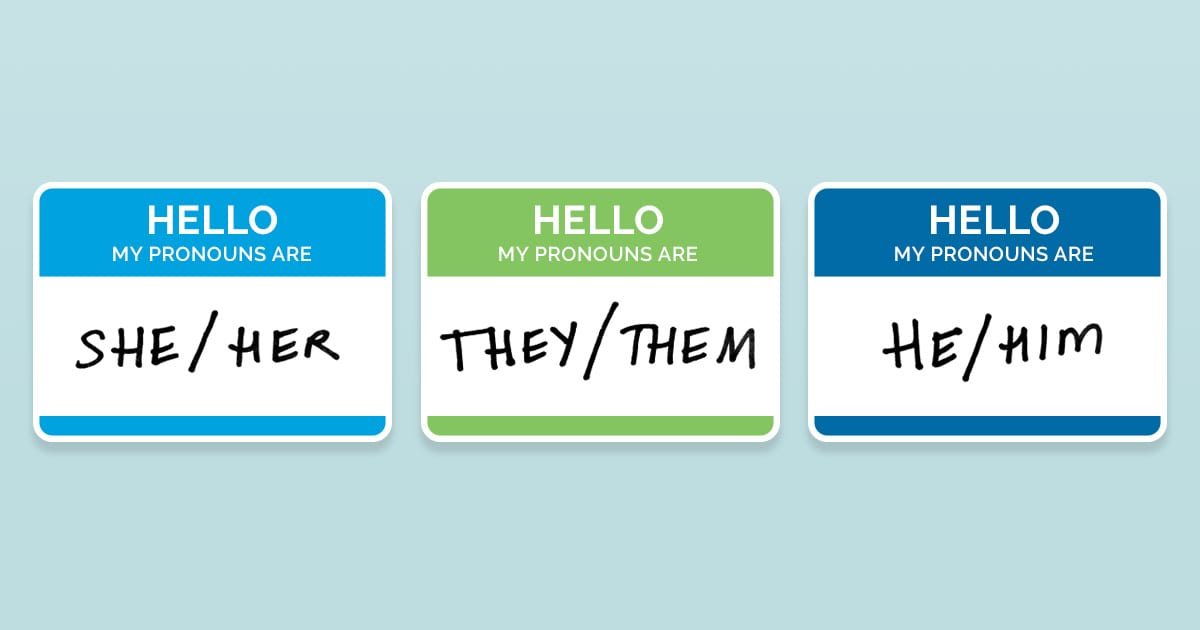 HELLO
MY PRONOUNS ARE
SHE/HER
HELLO
MY PRONOUNS ARE
THEY/THEM
HELLO
MY PRONOUNS ARE
HE/HIM